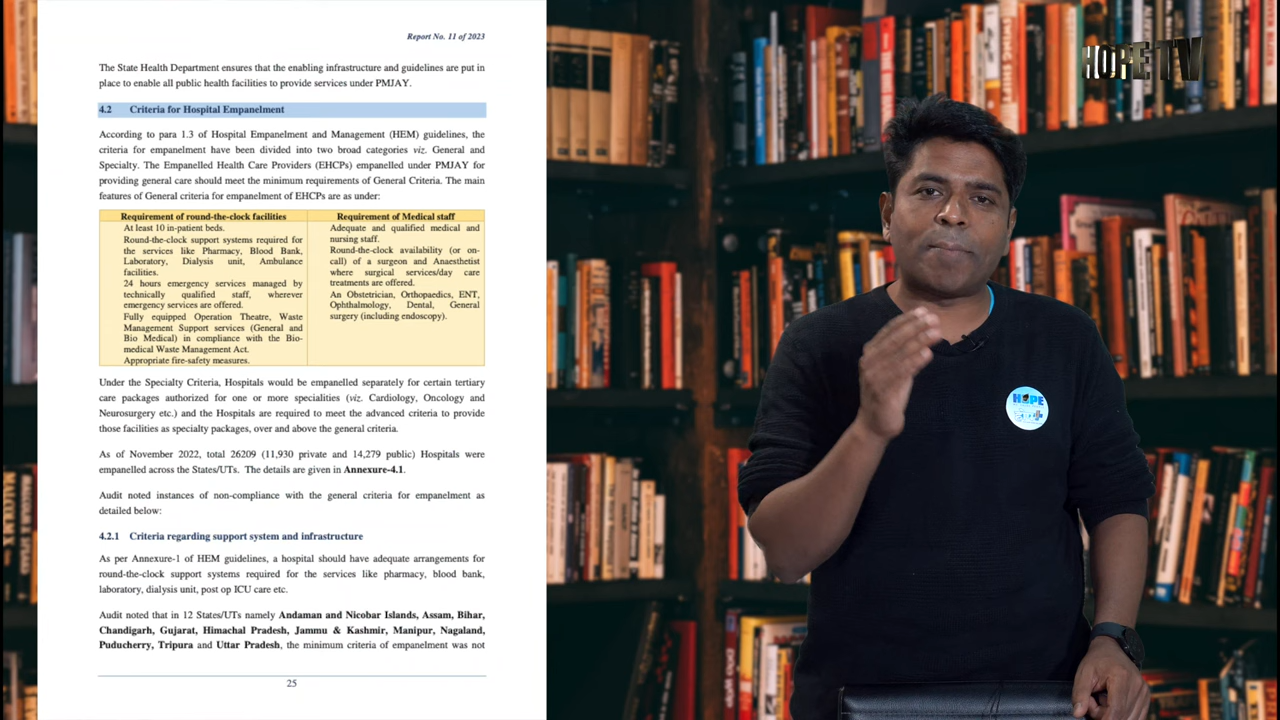 Report No. 11 of 2023
The State Health Department ensures that the enabling infrastructure and guidelines are put in
place to enable all public health facilities to provide services under PMJAY.
4.2 Criteria for Hospital Empanelment
According to para 1.3 of Hospital Empanelment and Management (HEM) guidelines, the
criteria for empanelment have been divided into two broad categories viz. General and
Specialty. The Empanelled Health Care Providers (EHCPs) empanelled under PMJAY for
providing general care should meet the minimum requirements of General Criteria. The main
features of General criteria for empanelment of EHCPs are as under:
Requirement of round-the-clock facilities
At least 10 in-patient beds.
Round-the-clock support systems required for
the services like Pharmacy, Blood Bank,
Laboratory, Dialysis unit, Ambulance
facilities.
24 hours emergency services managed by
technically qualified staff, wherever
emergency services are offered.
Fully equipped Operation Theatre, Waste
Management Support services (General and
Bio Medical) in compliance with the Bio-
medical Waste Management Act.
Appropriate fire-safety measures.
Requirement of Medical staff
Adequate and qualified medical and
nursing staff.
Round-the-clock availability (or on-
call) of a surgeon and Anaesthetist
where surgical services/day care
treatments are offered.
An Obstetrician, Orthopaedics, ENT,
Ophthalmology, Dental, General
surgery (including endoscopy).
Under the Specialty Criteria, Hospitals would be empanelled separately for certain tertiary
care packages authorized for one or more specialities (viz. Cardiology, Oncology and
Neurosurgery etc.) and the Hospitals are required to meet the advanced criteria to provide
those facilities as specialty packages, over and above the general criteria.
As of November 2022, total 26209 (11,930 private and 14,279 public) Hospitals were
empanelled across the States/UTs. The details are given in Annexure-4.1.
Audit noted instances of non-compliance with the general criteria for empanelment as
detailed below:
4.2.1 Criteria regarding support system and infrastructure
As per Annexure-1 of HEM guidelines, a hospital should have adequate arrangements for
round-the-clock support systems required for the services like pharmacy, blood bank,
laboratory, dialysis unit, post op ICU care etc.
Audit noted that in 12 States/UTs namely Andaman and Nicobar Islands, Assam, Bihar,
Chandigarh, Gujarat, Himachal Pradesh, Jammu & Kashmir, Manipur, Nagaland,
Puducherry, Tripura and Uttar Pradesh, the minimum criteria of empanelment was not
25
HOPE TV
HOPE